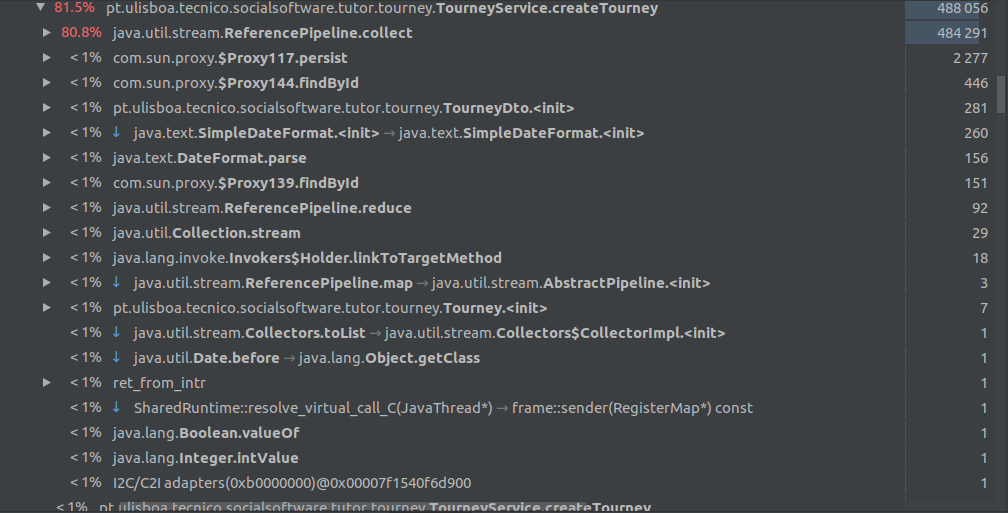 81.5% pt.ulisboa.tecnico.socialsoftware.tutor.tourney.TourneyService.createTourney 488 056
80.8% java.util.stream.ReferencePipeline.collect 484 291
< 1% com.sun.proxy.$Proxy117.persist 2 277
< 1% com.sun.proxy.$Proxy144.findById 446
< 1% pt.ulisboa.tecnico.socialsoftware.tutor.tourney.TourneyDto.<init> 281
< 1% ↓ java.text.SimpleDateFormat.<init> → java.text.SimpleDateFormat.<init> 260
< 1% java.text.DateFormat.parse 156
< 1% com.sun.proxy.$Proxy139.findById 151
< 1% java.util.stream.ReferencePipeline.reduce 92
< 1% java.util.Collection.stream 29
< 1% java.lang.invoke.Invokers$Holder.linkToTargetMethod 18
< 1% ↓ java.util.stream.ReferencePipeline.map → java.util.stream.AbstractPipeline.<init> 3
< 1% pt.ulisboa.tecnico.socialsoftware.tutor.tourney.Tourney.<init> 7
< 1% ↓ java.util.stream.Collectors.toList → java.util.stream.Collectors$CollectorImpl.<init> 1
< 1% ↓ java.util.Date.before → java.lang.Object.getClass 1
< 1% ret_from_intr 1
< 1% ↓ SharedRuntime::resolve_virtual_call_C(JavaThread*) → frame::sender(RegisterMap*) const 1
< 1% java.lang.Boolean.valueOf 1
< 1% java.lang.Integer.intValue 1
< 1% I2C/C2I adapters(0xb0000000)@0x00007f1540f6d900 1
< 1% pt.ulisboa.tecnico.socialsoftware.tutor.tourney.TourneyService.createTourney